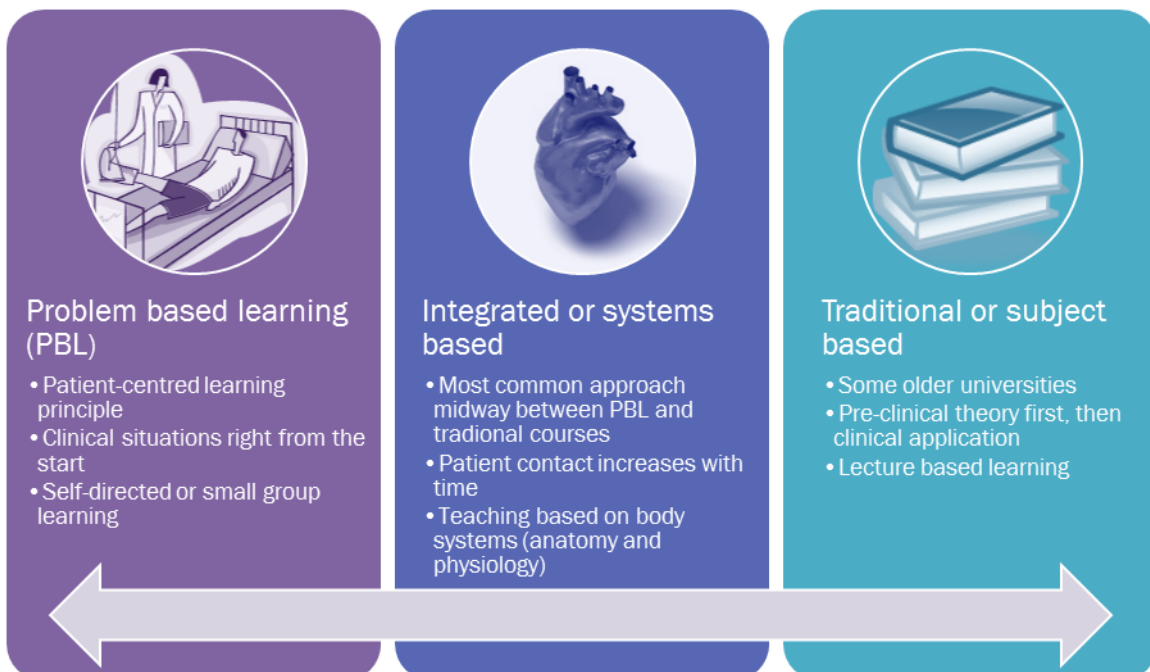 Problem based learning
(PBL)
• Patient-centred learning
principle
• Clinical situations right from the
start
• Self-directed or small group
learning
Integrated or systems
based
• Most common approach
midway between PBL and
tradional courses
• Patient contact increases with
time
• Teaching based on body
systems (anatomy and
physiology)
Traditional or subject
based
• Some older universities
• Pre-clinical theory first, then
clinical application
• Lecture based learning